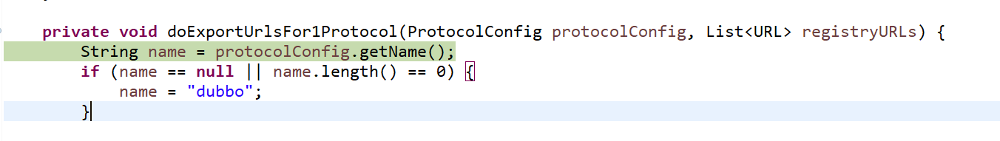 private void doExportUrlsFor1Protocol(ProtocolConfig protocolConfig, List<URL> registryURLs) {
String name = protocolConfig.getName();
if (name == null || name.length() == 0) {
name = "dubbo";
}